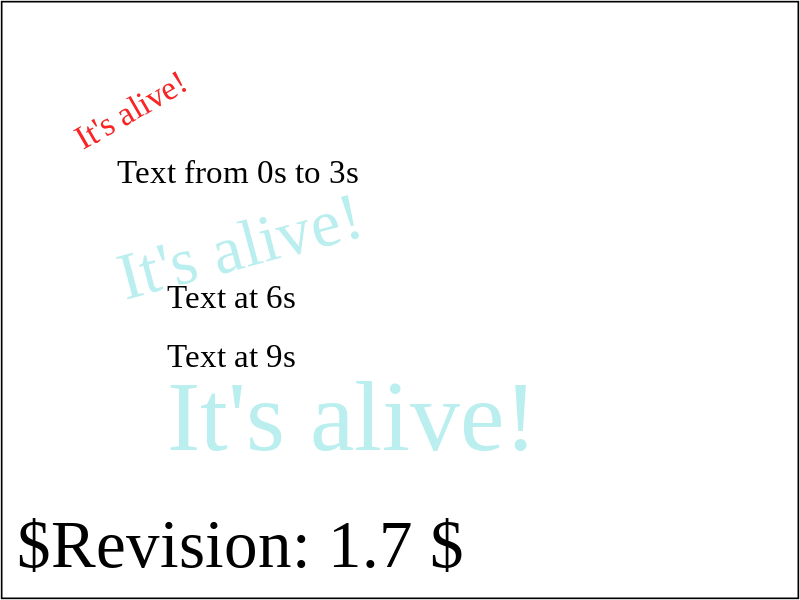 It's alive!
Text from 0s to 3s
It's alive!
Text at 6s
Text at 9s
It's alive!
$Revision: 1.7 $